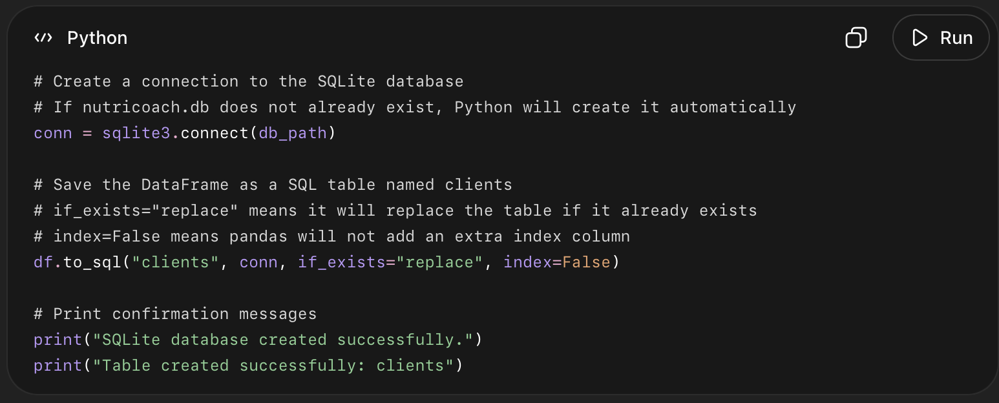 Python
Run
# Create a connection to the SQLite database
# If nutricoach.db does not already exist, Python will create it automatically
conn = sqlite3.connect(db_path)
# Save the DataFrame as a SQL table named clients
# if_exists="replace" means it will replace the table if it already exists
# index=False means pandas will not add an extra index column
df.to_sql("clients", conn, if_exists="replace", index=False)
# Print confirmation messages
print("SQLite database created successfully.")
print("Table created successfully: clients")